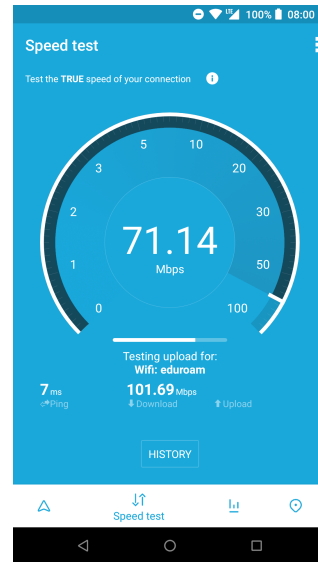 LTE 100% 08:00
Speed test
Test the TRUE speed of your connection i
5 10
3 20
2 30
71.14
Mbps
1 50
0 100
Testing upload for:
Wifi: eduroam
7 ms 101.69 Mbps
Ping Download Upload
HISTORY
Speed test